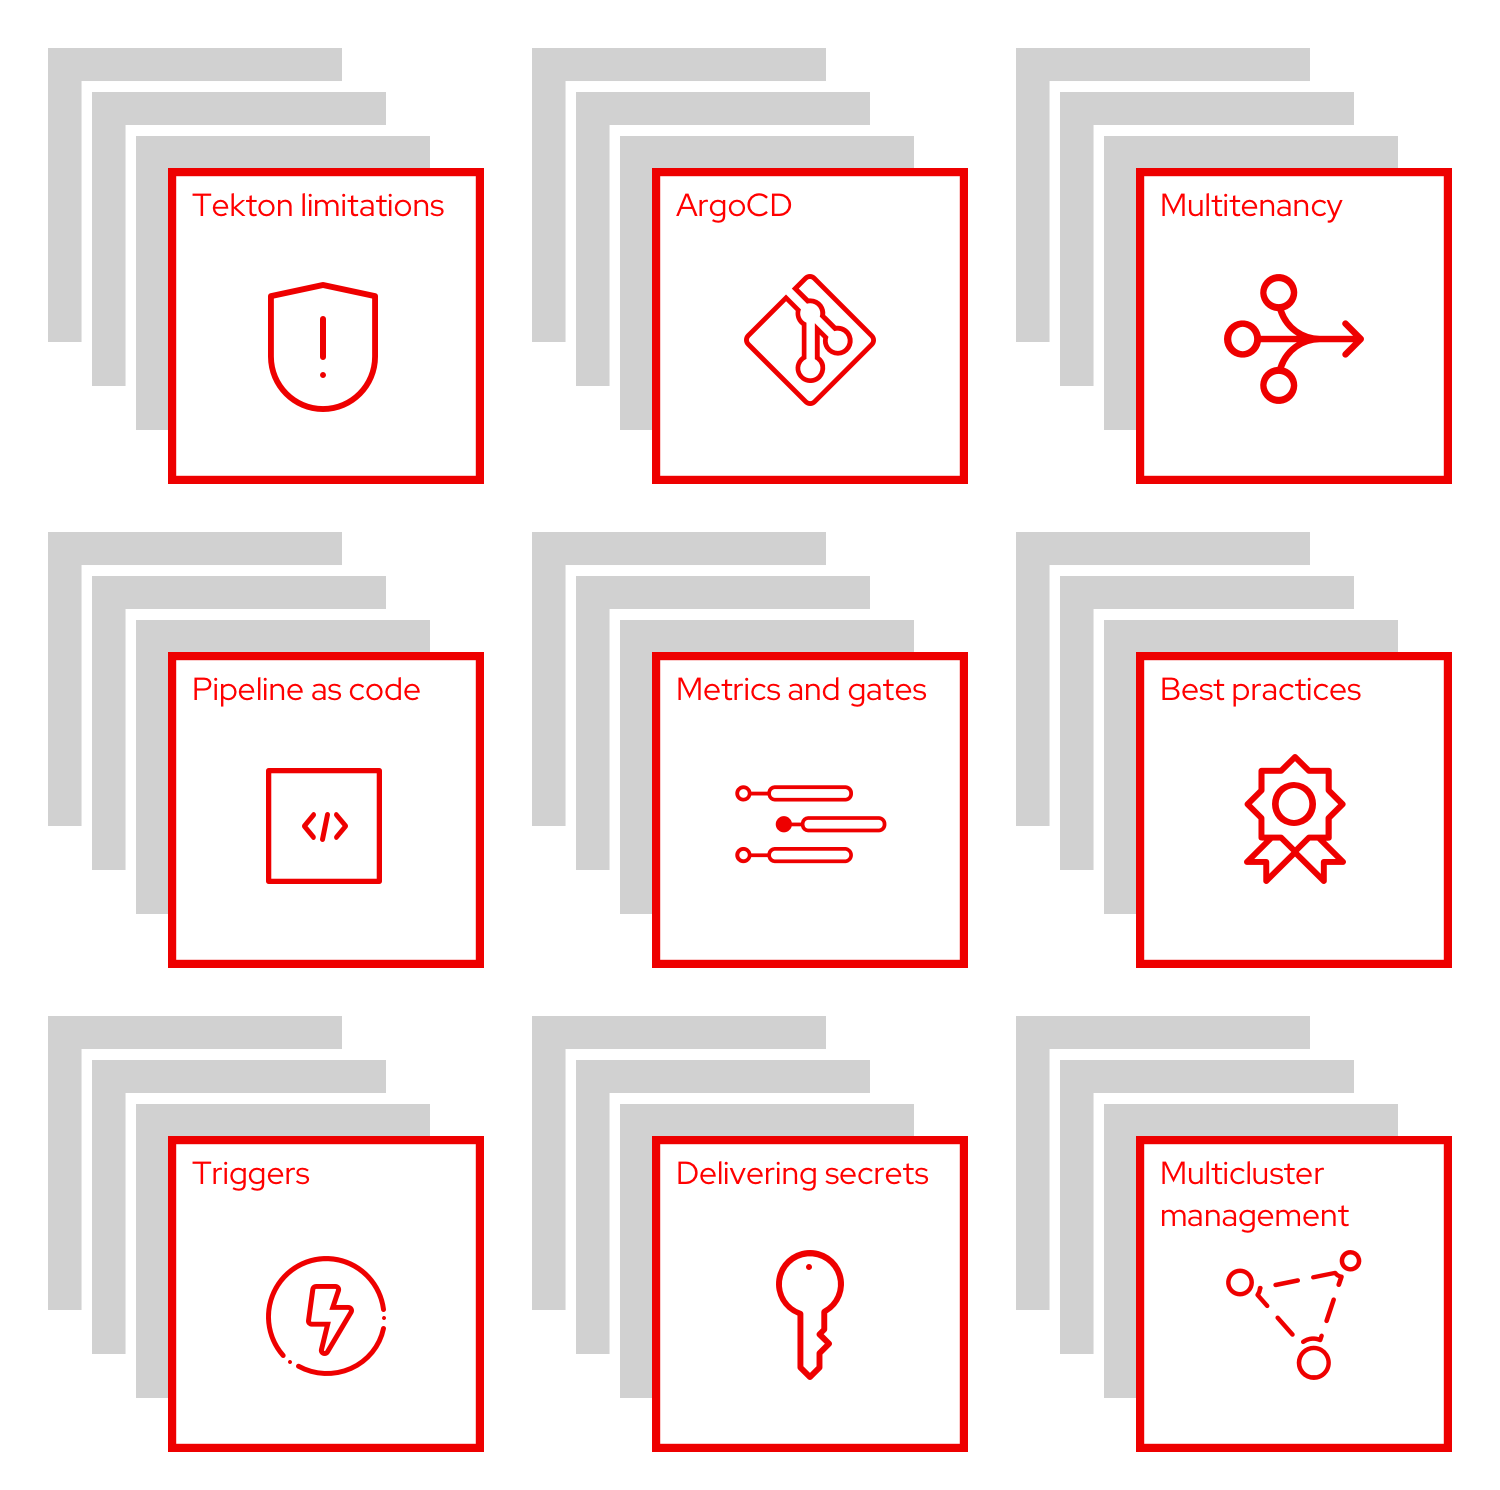 Tekton limitations
ArgoCD
Multitenancy
Pipeline as code
Metrics and gates
Best practices
Triggers
Delivering secrets
Multicluster
management